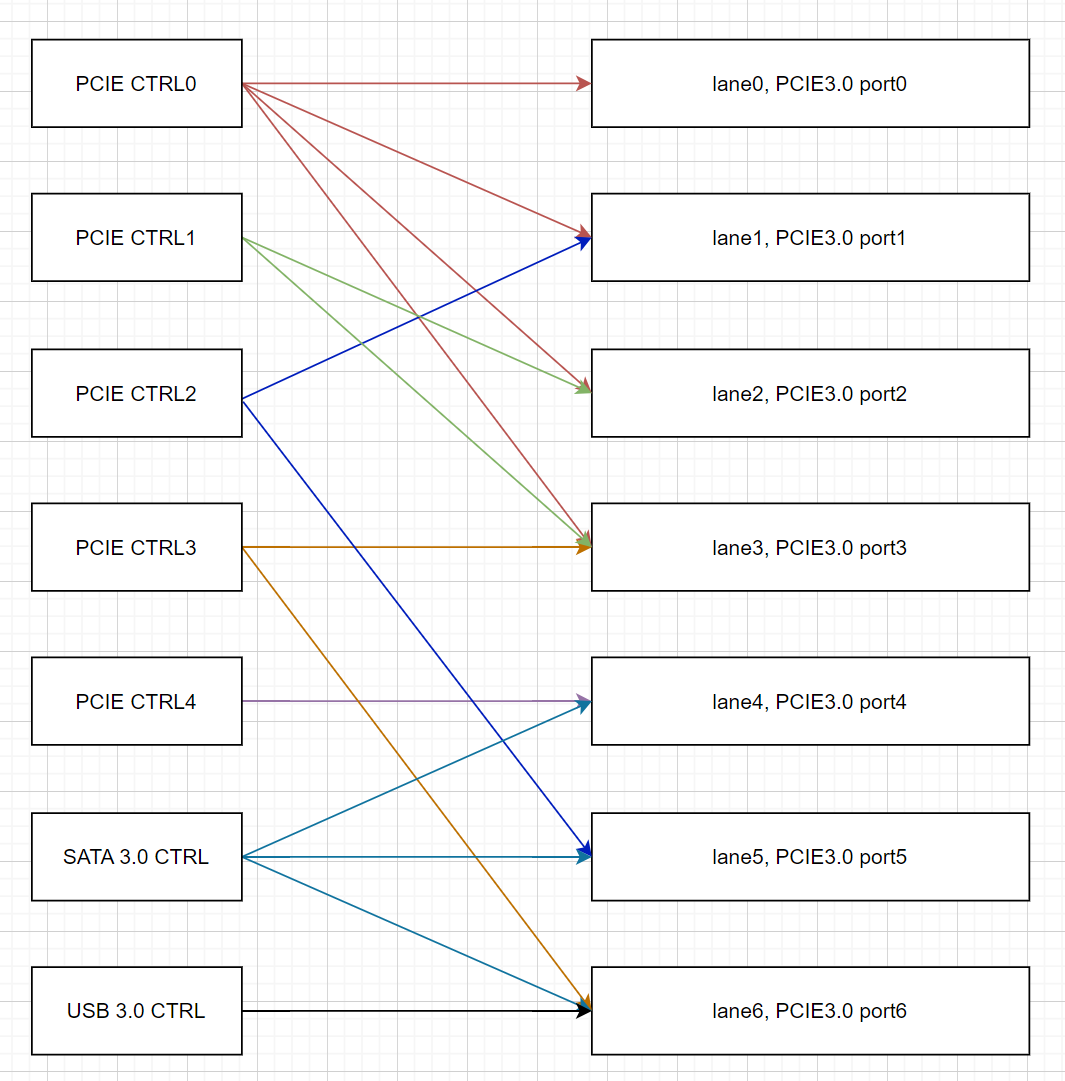 PCIE CTRL0
lane0, PCIE3.0 port0
PCIE CTRL1
lane1, PCIE3.0 port1
PCIE CTRL2
lane2, PCIE3.0 port2
PCIE CTRL3
lane3, PCIE3.0 port3
PCIE CTRL4
lane4, PCIE3.0 port4
SATA 3.0 CTRL
lane5, PCIE3.0 port5
USB 3.0 CTRL
lane6, PCIE3.0 port6